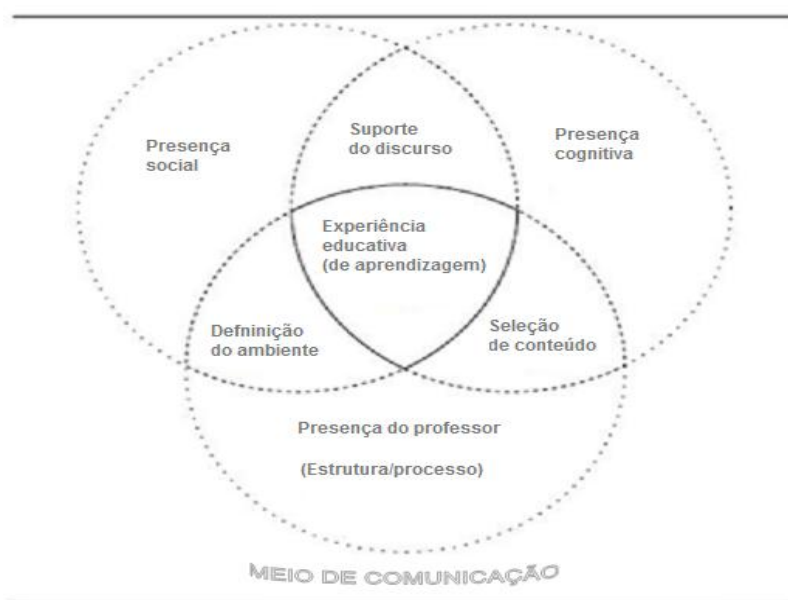 Presença
social
Suporte
do discurso
Presença
cognitiva
Experiência
educativa
(de aprendizagem)
Defninição
do ambiente
Seleção
de conteúdo
Presença do professor
(Estrutura/processo)
MEIO DE COMUNICAÇÃO